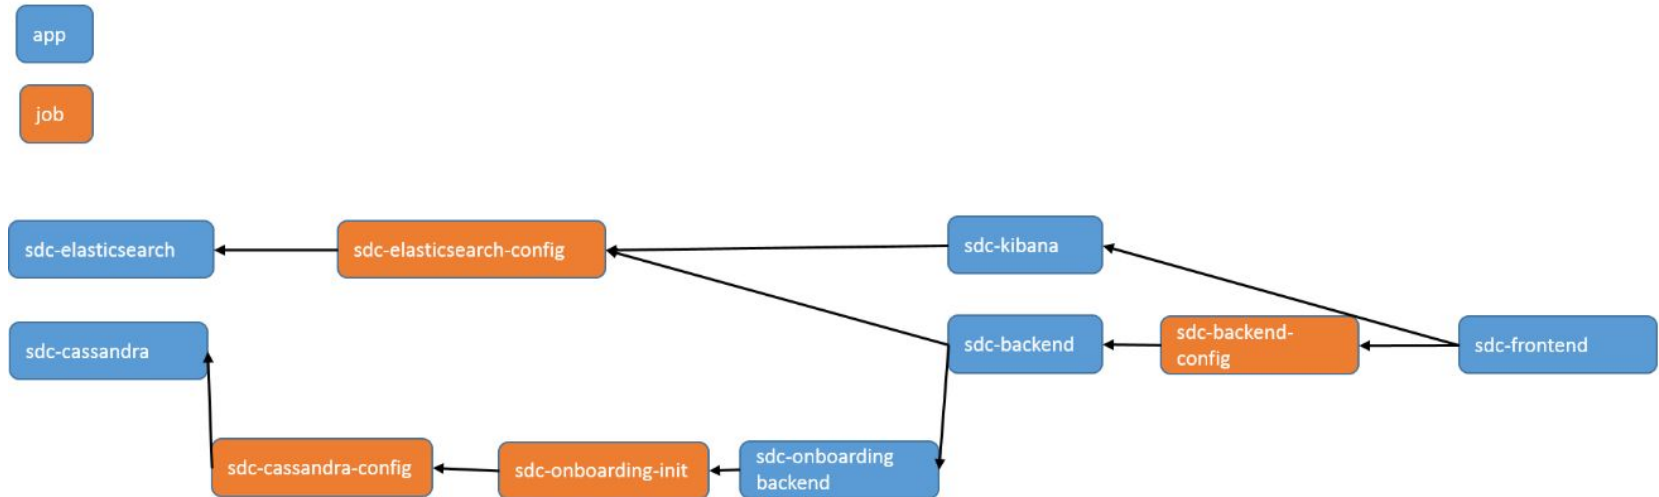 app
job
sdc-elasticsearch
sdc-elasticsearch-config
sdc-kibana
sdc-cassandra
sdc-backend
sdc-backend-
config
sdc-frontend
sdc-cassandra-config
sdc-onboarding-init
sdc-onboarding
backend